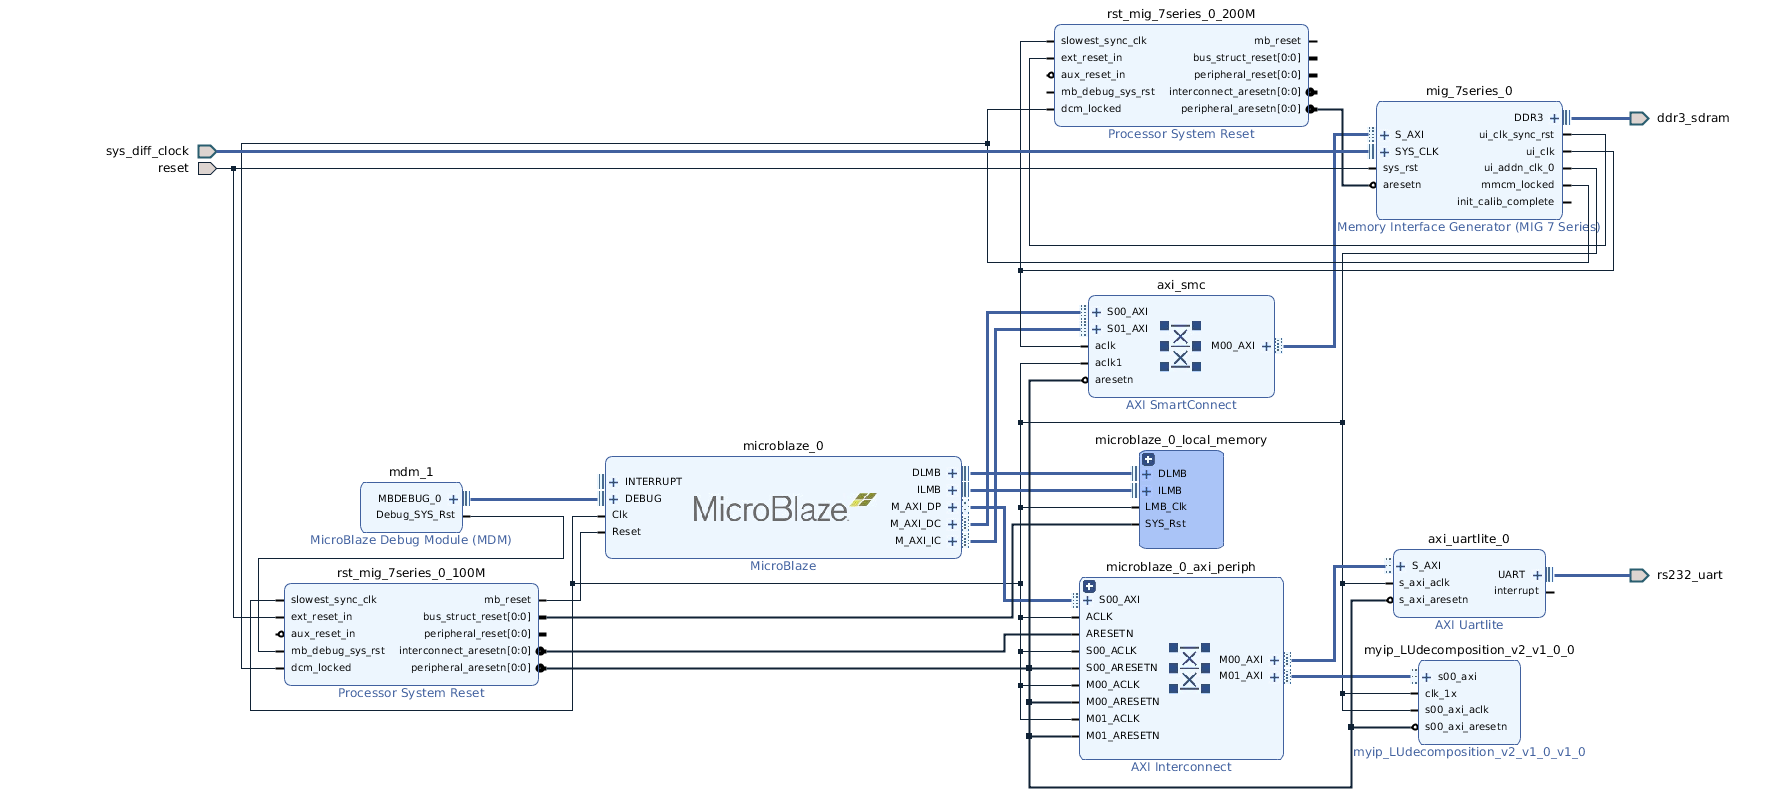 rst_mig_7series_0_200M
slowest_sync_clk
ext_reset_in
aux_reset_in
mb_debug_sys_rst
dcm_locked
mb_reset
bus_struct_reset[0:0]
peripheral_reset[0:0]
interconnect_aresetn[0:0]
peripheral_aresetn[0:0]
Processor System Reset
mig_7series_0
S_AXI
SYS_CLK
sys_rst
aresetn
DDR3
ui_clk_sync_rst
ui_clk
ui_addn_clk_0
mmcm_locked
init_calib_complete
Memory Interface Generator (MIG 7 Series)
ddr3_sdram
sys_diff_clock
reset
axi_smc
S00_AXI
S01_AXI
aclk
aclk1
aresetn
M00_AXI
AXI SmartConnect
mdm_1
MBDEBUG_0
Debug_SYS_Rst
MicroBlaze Debug Module (MDM)
microblaze_0
INTERRUPT
DEBUG
Clk
Reset
MicroBlaze
DLMB
ILMB
M_AXI_DP
M_AXI_DC
M_AXI_IC
MicroBlaze
microblaze_0_local_memory
DLMB
ILMB
LMB_Clk
SYS_Rst
rst_mig_7series_0_100M
slowest_sync_clk
ext_reset_in
aux_reset_in
mb_debug_sys_rst
dcm_locked
mb_reset
bus_struct_reset[0:0]
peripheral_reset[0:0]
interconnect_aresetn[0:0]
peripheral_aresetn[0:0]
Processor System Reset
microblaze_0_axi_periph
S00_AXI
ACLK
ARESETN
S00_ACLK
S00_ARESETN
M00_ACLK
M00_ARESETN
M01_ACLK
M01_ARESETN
M00_AXI
M01_AXI
AXI Interconnect
axi_uartlite_0
S_AXI
s_axi_aclk
s_axi_aresetn
UART
interrupt
AXI Uartlite
rs232_uart
myip_LUdecomposition_v2_v1_0_0
s00_axi
clk_1x
s00_axi_aclk
s00_axi_aresetn
myip_LUdecomposition_v2_v1_0_v1_0